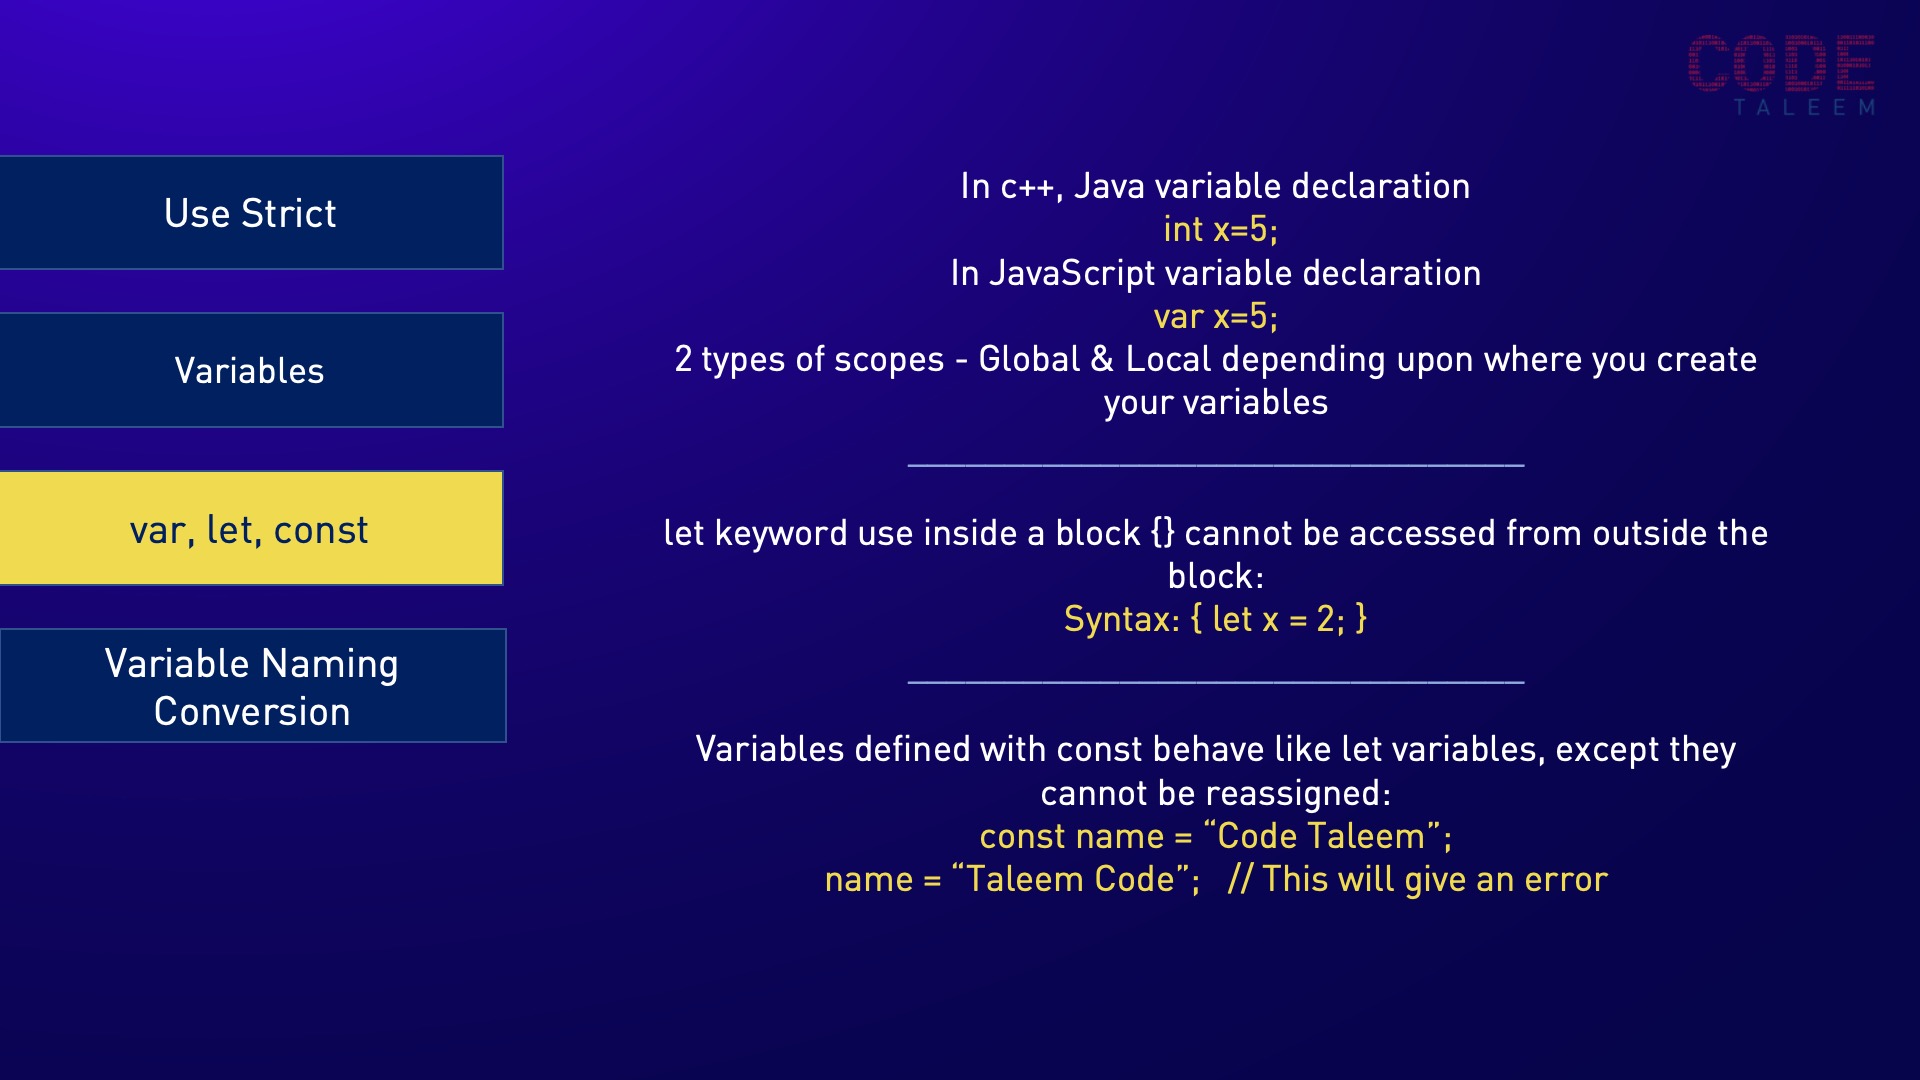 CODE
TALEEM
Use Strict
Variables
var, let, const
Variable Naming
Conversion
In c++, Java variable declaration
int x=5;
In JavaScript variable declaration
var x=5;
2 types of scopes - Global & Local depending upon where you create
your variables
________________________________
let keyword use inside a block {} cannot be accessed from outside the
block:
Syntax: { let x = 2; }
________________________________
Variables defined with const behave like let variables, except they
cannot be reassigned:
const name = “Code Taleem”;
name = “Taleem Code”;   // This will give an error